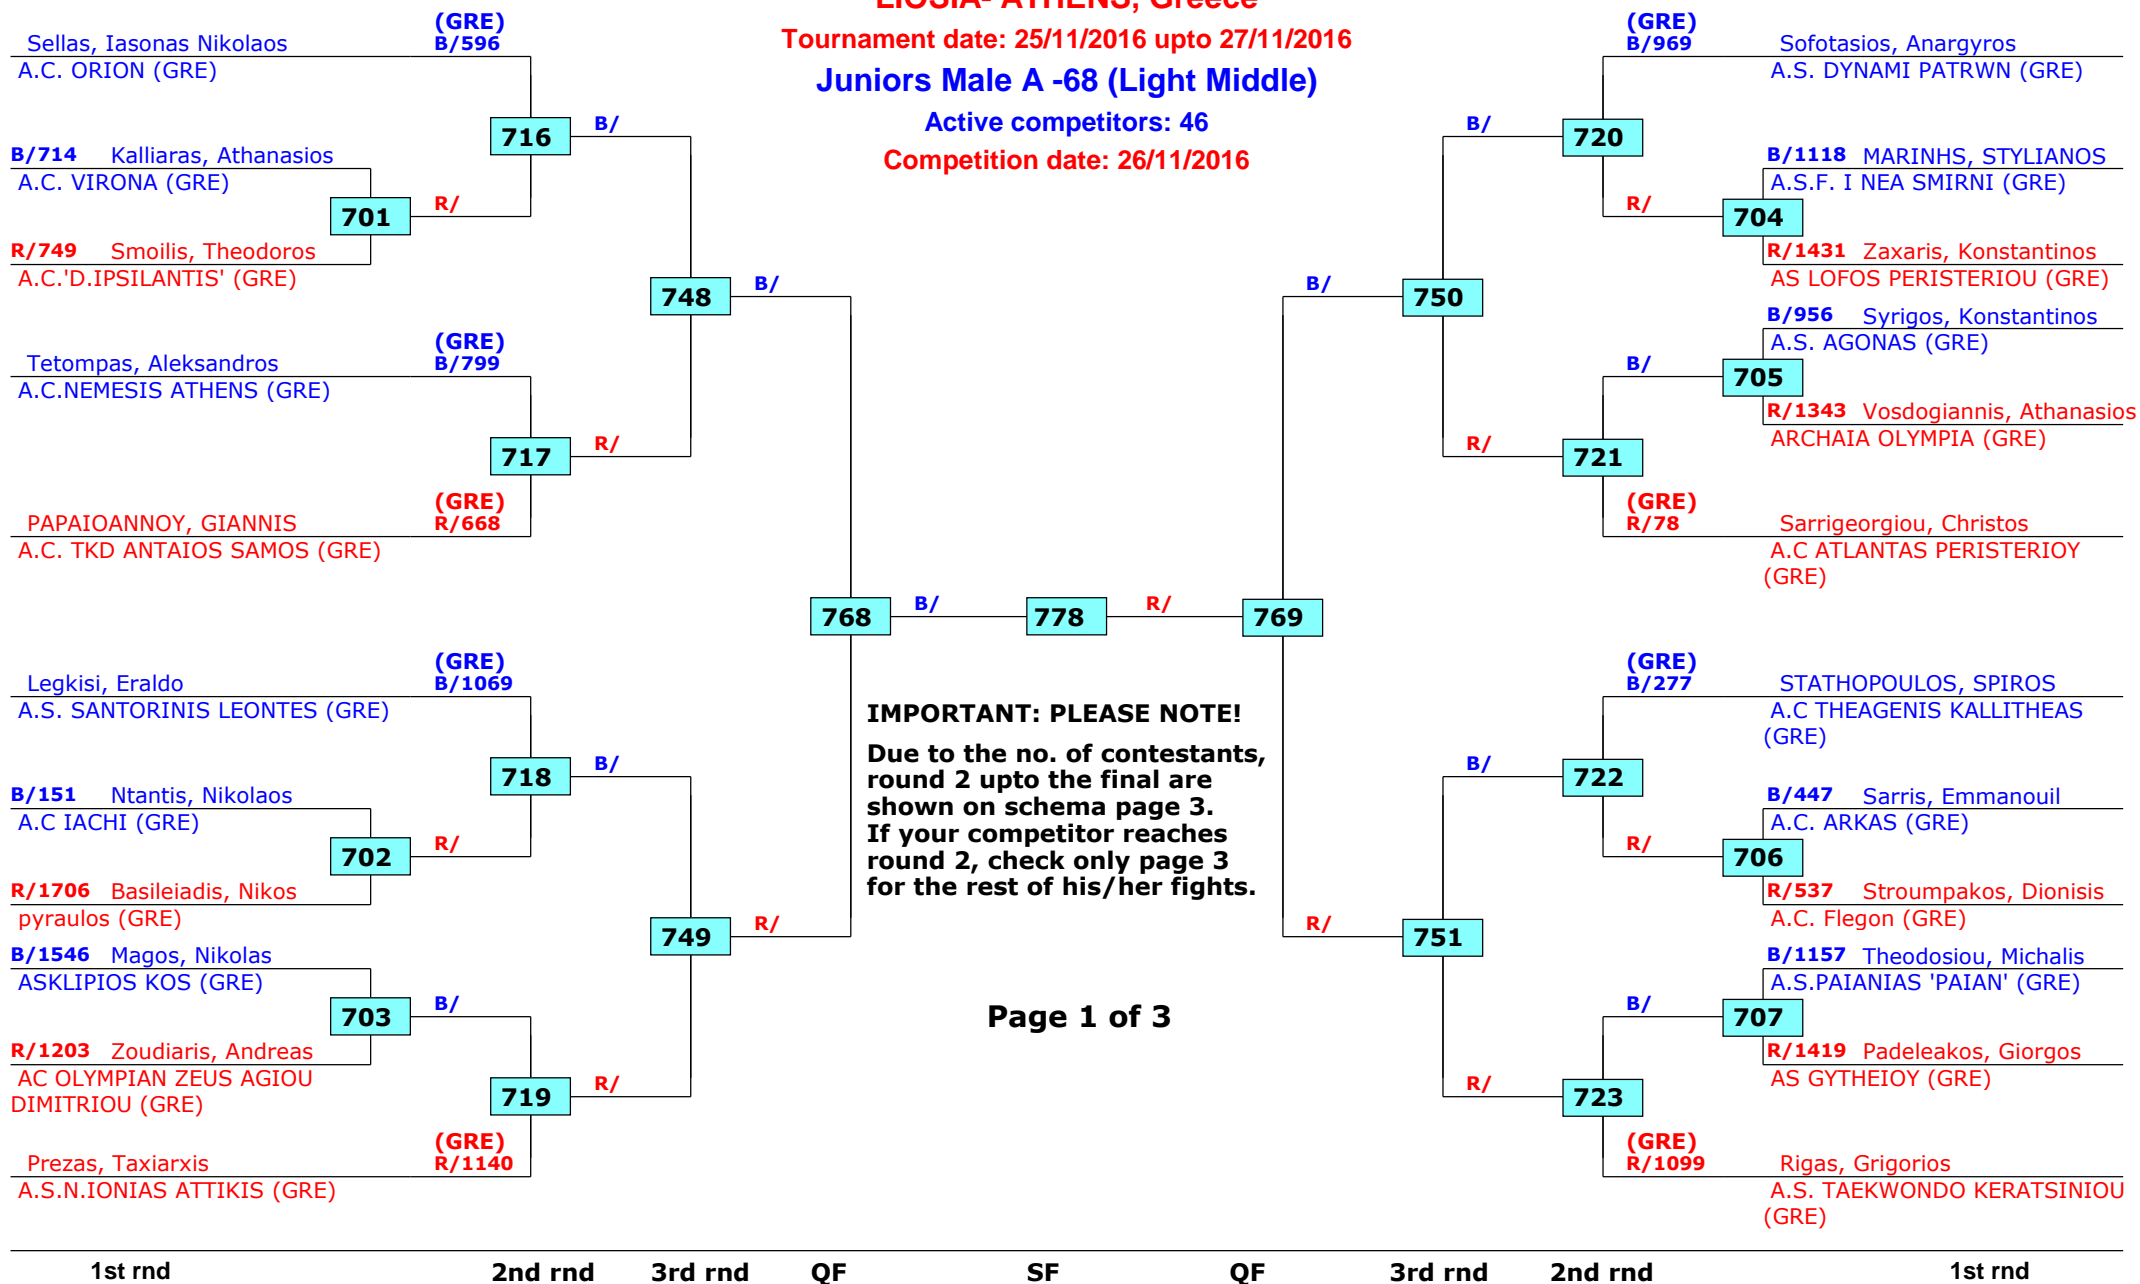 LIOSIA- ATHENS, Greece
Tournament date: 25/11/2016 upto 27/11/2016
Juniors Male A -68 (Light Middle)
Active competitors: 46
Competition date: 26/11/2016
(GRE)
Sellas, Iasonas Nikolaos B/596
A.C. ORION (GRE)
716 B/
B/714 Kalliaras, Athanasios
A.C. VIRONA (GRE)
701 R/
R/749 Smoilis, Theodoros
A.C.'D.IPSILANTIS' (GRE)
748 B/
(GRE)
Tetompas, Aleksandros B/799
A.C.NEMESIS ATHENS (GRE)
717 R/
(GRE)
PAPAIOANNOY, GIANNIS R/668
A.C. TKD ANTAIOS SAMOS (GRE)
768 B/ 778 R/ 769
(GRE)
Legkisi, Eraldo B/1069
A.S. SANTORINIS LEONTES (GRE)
718 B/
B/151 Ntantis, Nikolaos
A.C IACHI (GRE)
702 R/
R/1706 Basileiadis, Nikos
pyraulos (GRE)
749 R/
B/1546 Magos, Nikolas
ASKLIPIOS KOS (GRE)
703 B/
R/1203 Zoudiaris, Andreas
AC OLYMPIAN ZEUS AGIOU
DIMITRIOU (GRE)
719 R/
(GRE)
Prezas, Taxiarxis R/1140
A.S.N.IONIAS ATTIKIS (GRE)
IMPORTANT: PLEASE NOTE!
Due to the no. of contestants,
round 2 upto the final are
shown on schema page 3.
If your competitor reaches
round 2, check only page 3
for the rest of his/her fights.
Page 1 of 3
(GRE)
B/969 Sofotasios, Anargyros
A.S. DYNAMI PATRWN (GRE)
B/ 720
B/1118 MARINHS, STYLIANOS
A.S.F. I NEA SMIRNI (GRE)
R/ 704
R/1431 Zaxaris, Konstantinos
AS LOFOS PERISTERIOU (GRE)
B/ 750
B/956 Syrigos, Konstantinos
A.S. AGONAS (GRE)
B/ 705
R/1343 Vosdogiannis, Athanasios
ARCHAIA OLYMPIA (GRE)
R/ 721
(GRE)
R/78 Sarrigeorgiou, Christos
A.C ATLANTAS PERISTERIOY
(GRE)
(GRE)
B/277 STATHOPOULOS, SPIROS
A.C THEAGENIS KALLITHEAS
(GRE)
B/ 722
B/447 Sarris, Emmanouil
A.C. ARKAS (GRE)
R/ 706
R/537 Stroumpakos, Dionisis
A.C. Flegon (GRE)
R/ 751
B/1157 Theodosiou, Michalis
A.S.PAIANIAS 'PAIAN' (GRE)
B/ 707
R/1419 Padeleakos, Giorgos
AS GYTHEIOY (GRE)
R/ 723
(GRE)
R/1099 Rigas, Grigorios
A.S. TAEKWONDO KERATSINIOU
(GRE)
1st rnd 2nd rnd 3rd rnd QF SF QF 3rd rnd 2nd rnd 1st rnd